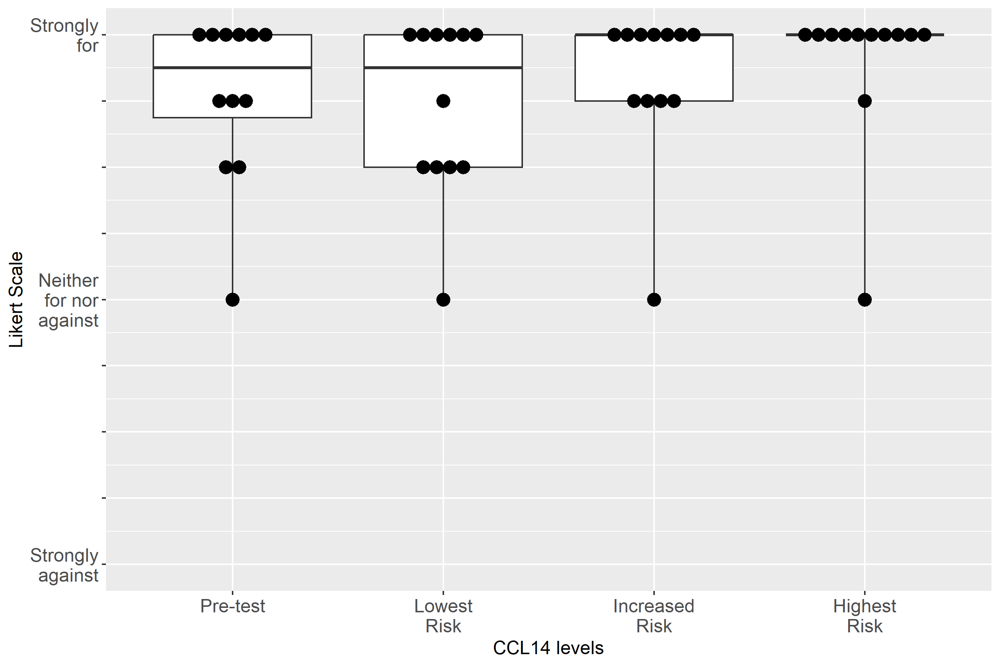 Strongly
for
Neither
for nor
against
Strongly
against
Likert Scale
Pre-test
Lowest
Risk
Increased
Risk
Highest
Risk
CCL14 levels